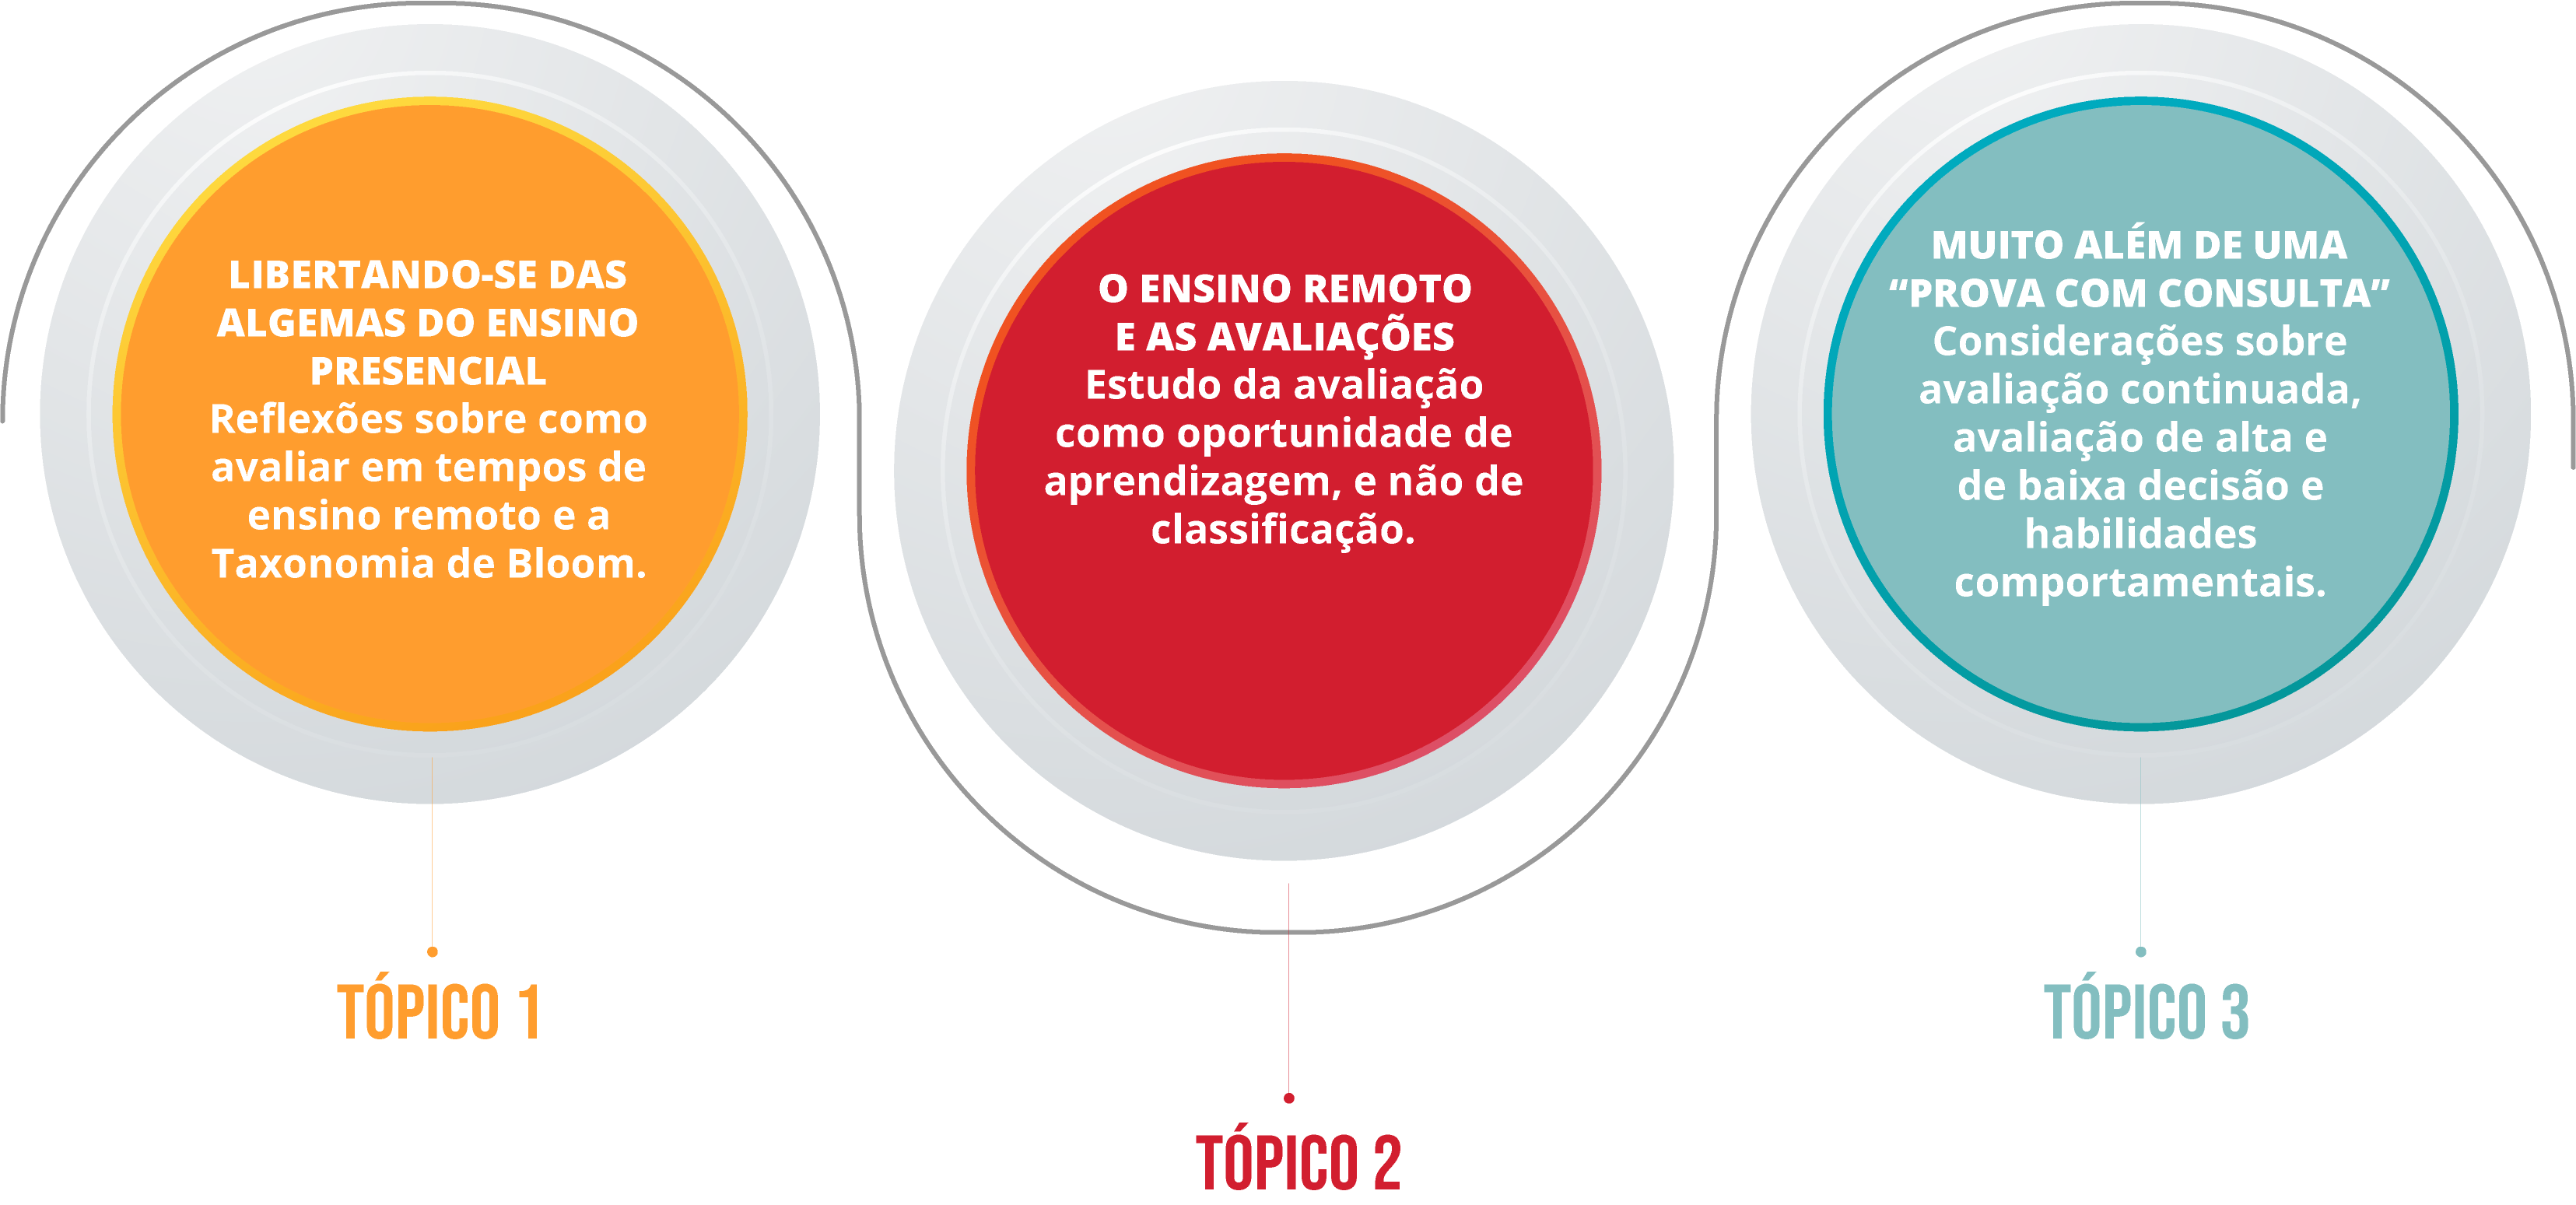 LIBERTANDO-SE DAS
ALGEMAS DO ENSINO
PRESENCIAL
Reflexões sobre como
avaliar em tempos de
ensino remoto e a
Taxonomia de Bloom.
TÓPICO 1
O ENSINO REMOTO
E AS AVALIAÇÕES
Estudo da avaliação
como oportunidade de
aprendizagem, e não de
classificação.
TÓPICO 2
MUITO ALÉM DE UMA
“PROVA COM CONSULTA”
Considerações sobre
avaliação continuada,
avaliação de alta e
de baixa decisão e
habilidades
comportamentais.
TÓPICO 3